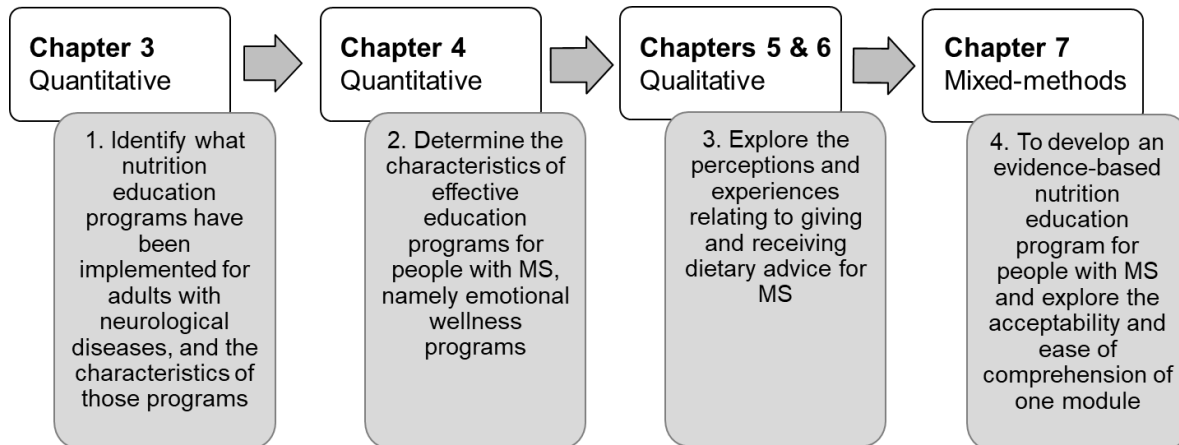 Chapter 3
Quantitative
1. Identify what
nutrition
education
programs have
been
implemented for
adults with
neurological
diseases, and the
characteristics of
those programs
Chapter 4
Quantitative
2. Determine the
characteristics of
effective
education
programs for
people with MS,
namely emotional
wellness
programs
Chapters 5 & 6
Qualitative
3. Explore the
perceptions and
experiences
relating to giving
and receiving
dietary advice for
MS
Chapter 7
Mixed-methods
4. To develop an
evidence-based
nutrition
education
program for
people with MS
and explore the
acceptability and
ease of
comprehension of
one module